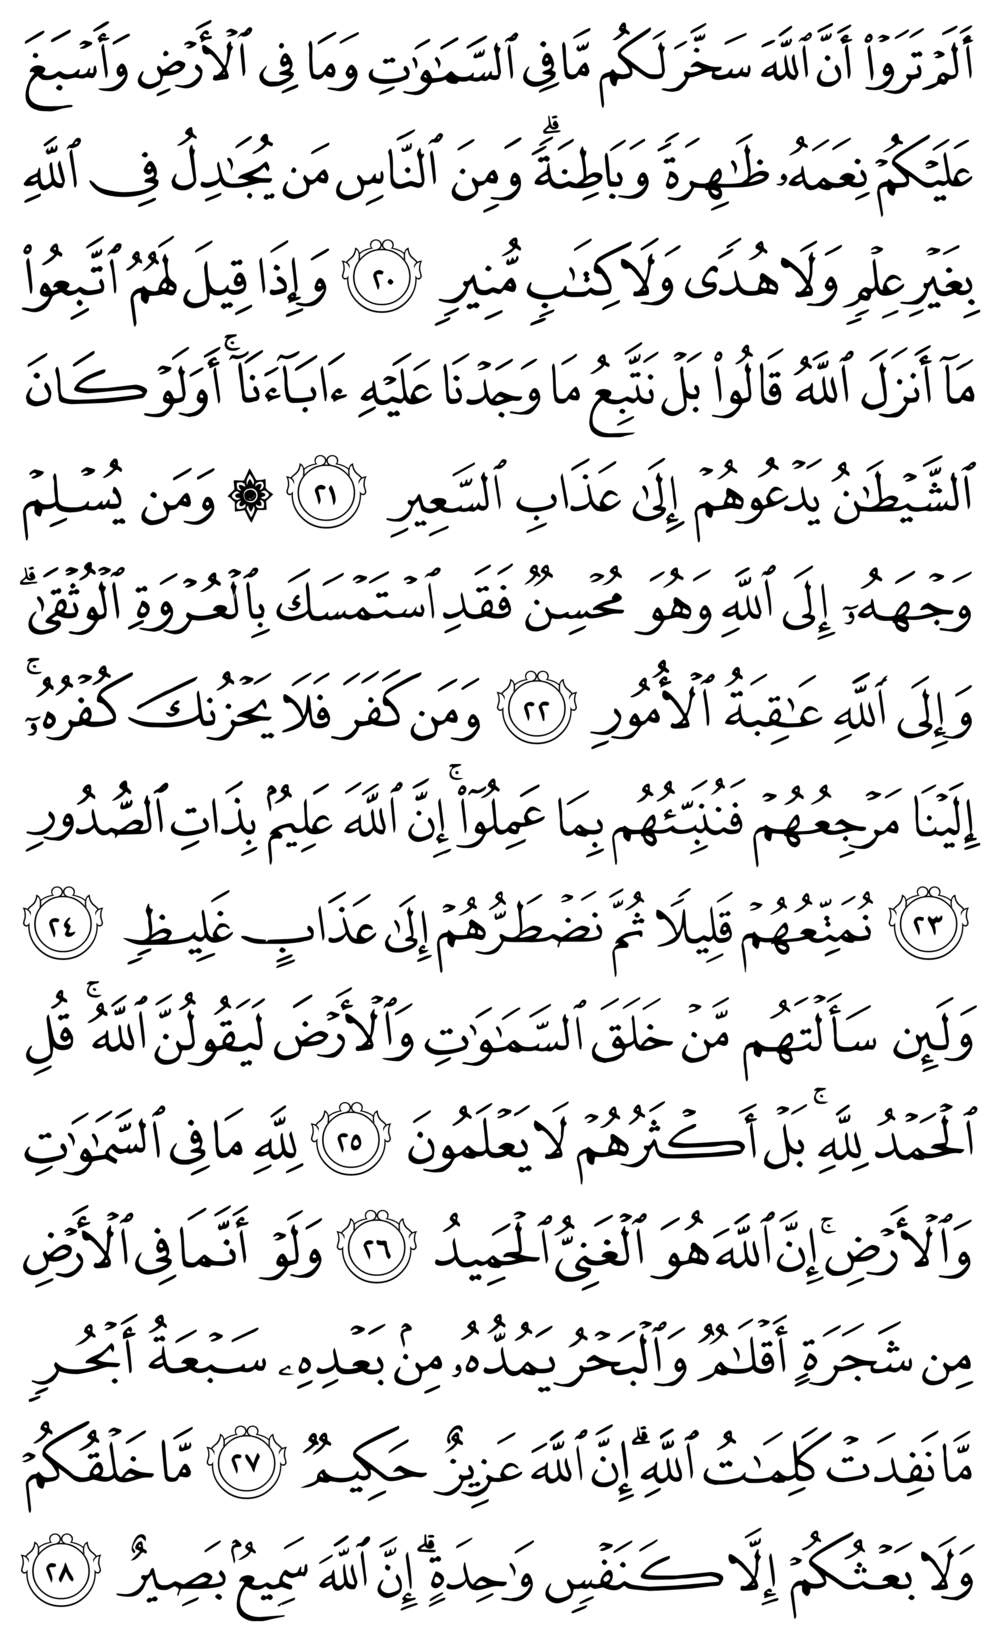 أَلَمْ تَرَوْا۟ أَنَّ ٱللَّهَ سَخَّرَ لَكُم مَّا فِى ٱلسَّمَـٰوَٰتِ وَمَا فِى ٱلْأَرْضِ وَأَسْبَغَ
عَلَيْكُمْ نِعَمَهُۥ ظَـٰهِرَةً وَبَاطِنَةً ۗ وَمِنَ ٱلنَّاسِ مَن يُجَـٰدِلُ فِى ٱللَّهِ
بِغَيْرِ عِلْمٍ وَلَا هُدًى وَلَا كِتَـٰبٍ مُّنِيرٍ ٢٠ وَإِذَا قِيلَ لَهُمُ ٱتَّبِعُوا۟
مَآ أَنزَلَ ٱللَّهُ قَالُوا۟ بَلْ نَتَّبِعُ مَا وَجَدْنَا عَلَيْهِ ءَابَآءَنَآ ۚ أَوَلَوْ كَانَ
ٱلشَّيْطَـٰنُ يَدْعُوهُمْ إِلَىٰ عَذَابِ ٱلسَّعِيرِ ٢١ ۞ وَمَن يُسْلِمْ
وَجْهَهُۥٓ إِلَى ٱللَّهِ وَهُوَ مُحْسِنٌ فَقَدِ ٱسْتَمْسَكَ بِٱلْعُرْوَةِ ٱلْوُثْقَىٰ ۗ
وَإِلَى ٱللَّهِ عَـٰقِبَةُ ٱلْأُمُورِ ٢٢ وَمَن كَفَرَ فَلَا يَحْزُنكَ كُفْرُهُۥٓ ۚ
إِلَيْنَا مَرْجِعُهُمْ فَنُنَبِّئُهُم بِمَا عَمِلُوٓا۟ ۚ إِنَّ ٱللَّهَ عَلِيمٌۢ بِذَاتِ ٱلصُّدُورِ
٢٣ نُمَتِّعُهُمْ قَلِيلًا ثُمَّ نَضْطَرُّهُمْ إِلَىٰ عَذَابٍ غَلِيظٍ ٢٤
وَلَئِن سَأَلْتَهُم مَّنْ خَلَقَ ٱلسَّمَـٰوَٰتِ وَٱلْأَرْضَ لَيَقُولُنَّ ٱللَّهُ ۚ قُلِ
ٱلْحَمْدُ لِلَّهِ ۚ بَلْ أَكْثَرُهُمْ لَا يَعْلَمُونَ ٢٥ لِلَّهِ مَا فِى ٱلسَّمَـٰوَٰتِ
وَٱلْأَرْضِ ۚ إِنَّ ٱللَّهَ هُوَ ٱلْغَنِىُّ ٱلْحَمِيدُ ٢٦ وَلَوْ أَنَّمَا فِى ٱلْأَرْضِ
مِن شَجَرَةٍ أَقْلَـٰمٌ وَٱلْبَحْرُ يَمُدُّهُۥ مِنۢ بَعْدِهِۦ سَبْعَةُ أَبْحُرٍ
مَّا نَفِدَتْ كَلِمَـٰتُ ٱللَّهِ ۗ إِنَّ ٱللَّهَ عَزِيزٌ حَكِيمٌ ٢٧ مَّا خَلْقُكُمْ
وَلَا بَعْثُكُمْ إِلَّا كَنَفْسٍ وَٰحِدَةٍ ۗ إِنَّ ٱللَّهَ سَمِيعٌۢ بَصِيرٌ ٢٨